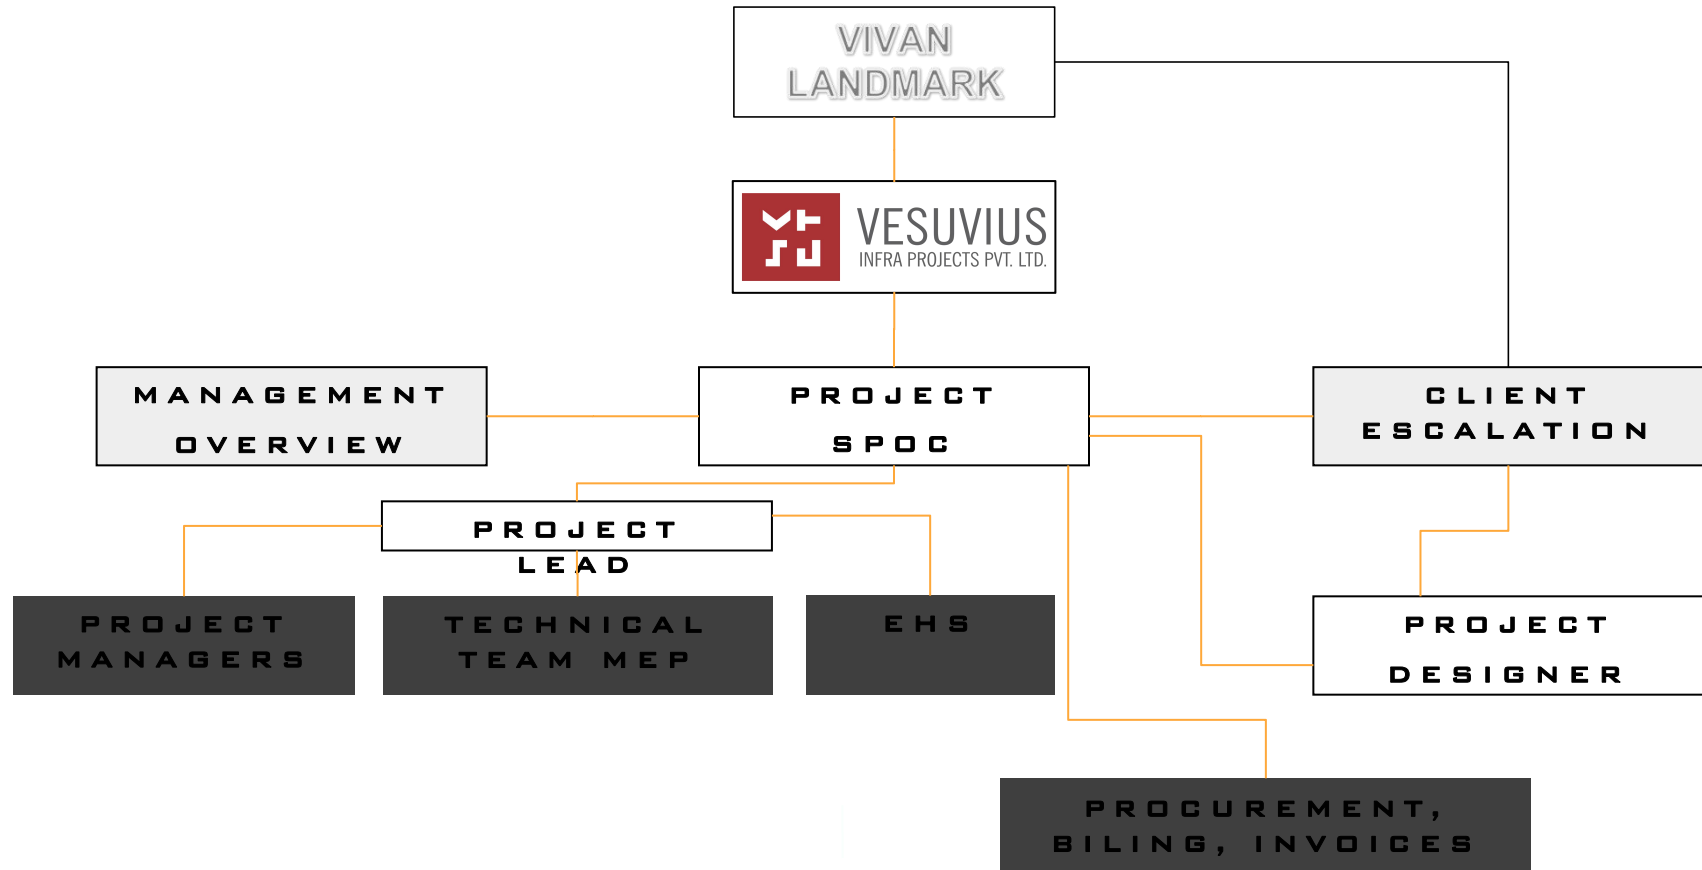 VIVAN
LANDMARK
VESUVIUS
INFRA PROJECTS PVT. LTD.
MANAGEMENT
OVERVIEW
PROJECT
SPOC
CLIENT
ESCALATION
PROJECT
LEAD
PROJECT
MANAGERS
TECHNICAL
TEAM MEP
EHS
PROJECT
DESIGNER
PROCUREMENT,
BILING, INVOICES